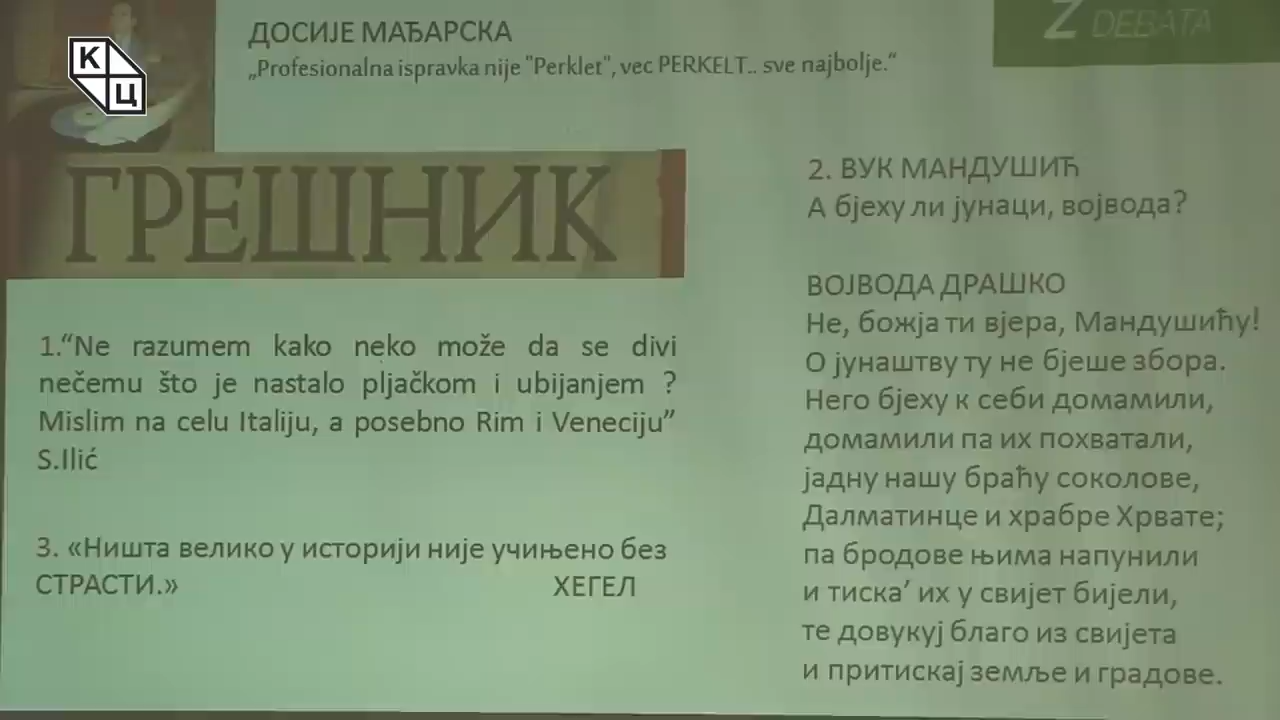 К
Ц
ДОСИЈЕ МАЂАРСКА
„Profesionalna ispravka nije "Perklet", vec PERKELT.. sve najbolje.“
Z DEBATA
ГРЕШНИК
1.“Ne razumem kako neko može da se divi
nečemu što je nastalo pljačkom i ubijanjem ?
Mislim na celu Italiju, a posebno Rim i Veneciju”
S.Ilić
3. «Ништа велико у историји није учињено без
СТРАСТИ.» ХЕГЕЛ
2. ВУК МАНДУШИЋ
А бјеху ли јунаци, војвода?
ВОЈВОДА ДРАШКО
Не, божја ти вјера, Мандушићу!
О јунаштву ту не бјеше збора.
Него бјеху к себи домамили,
домамили па их похватали,
јадну нашу браћу соколове,
Далматинце и храбре Хрвате;
па бродове њима напунили
и тиска’ их у свијет бијели,
те довукуј благо из свијета
и притискај земље и градове.